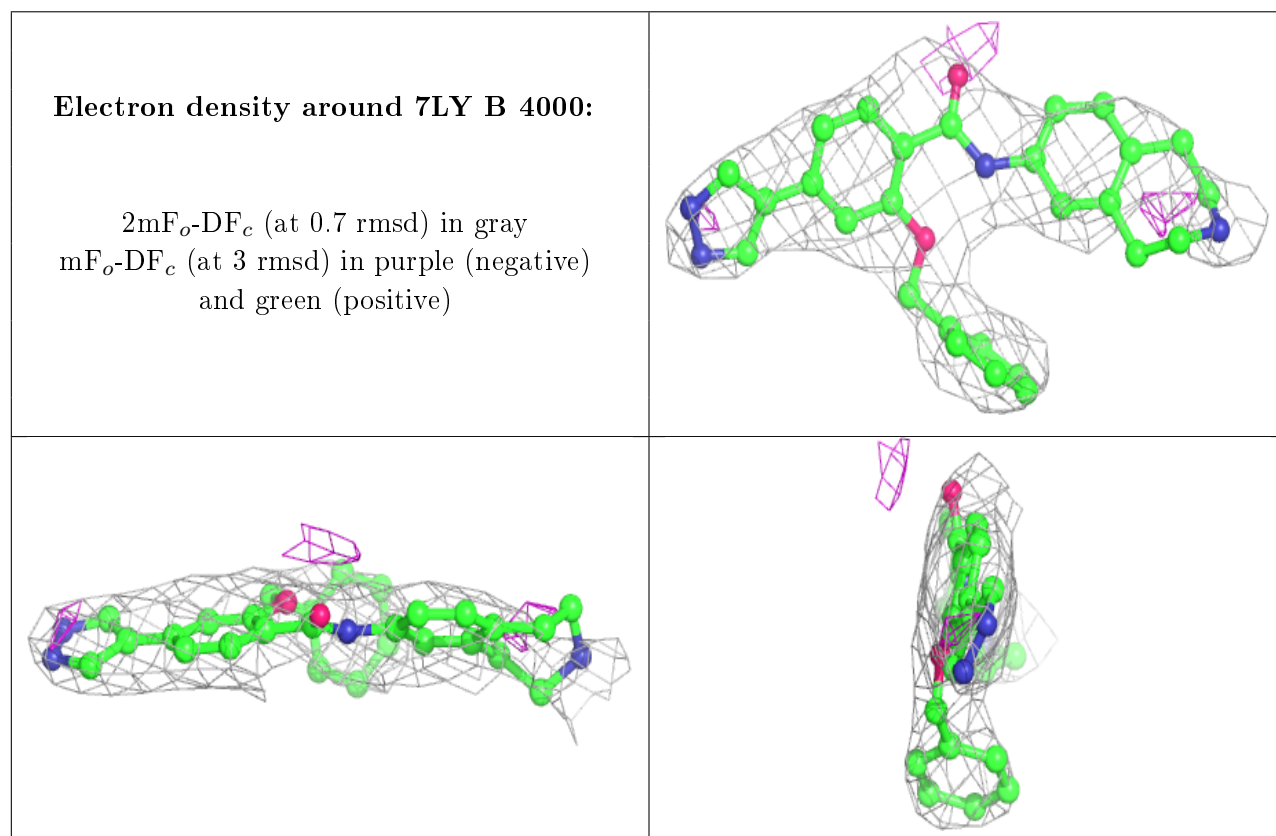 Electron density around 7LY B 4000:
2mFo-DFc (at 0.7 rmsd) in gray
mFo-DFc (at 3 rmsd) in purple (negative)
and green (positive)